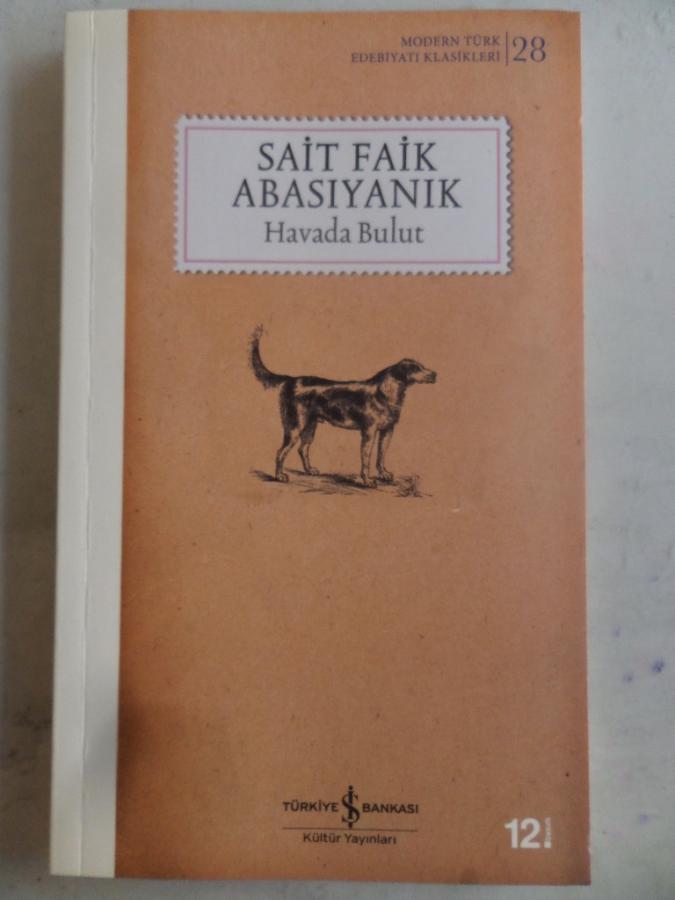 MODERN TÜRK
EDEBİYATI KLASİKLERİ 28
SAİT FAİK
ABASIYANIK
Havada Bulut
TÜRKİYE İŞ BANKASI
Kültür Yayınları
12.